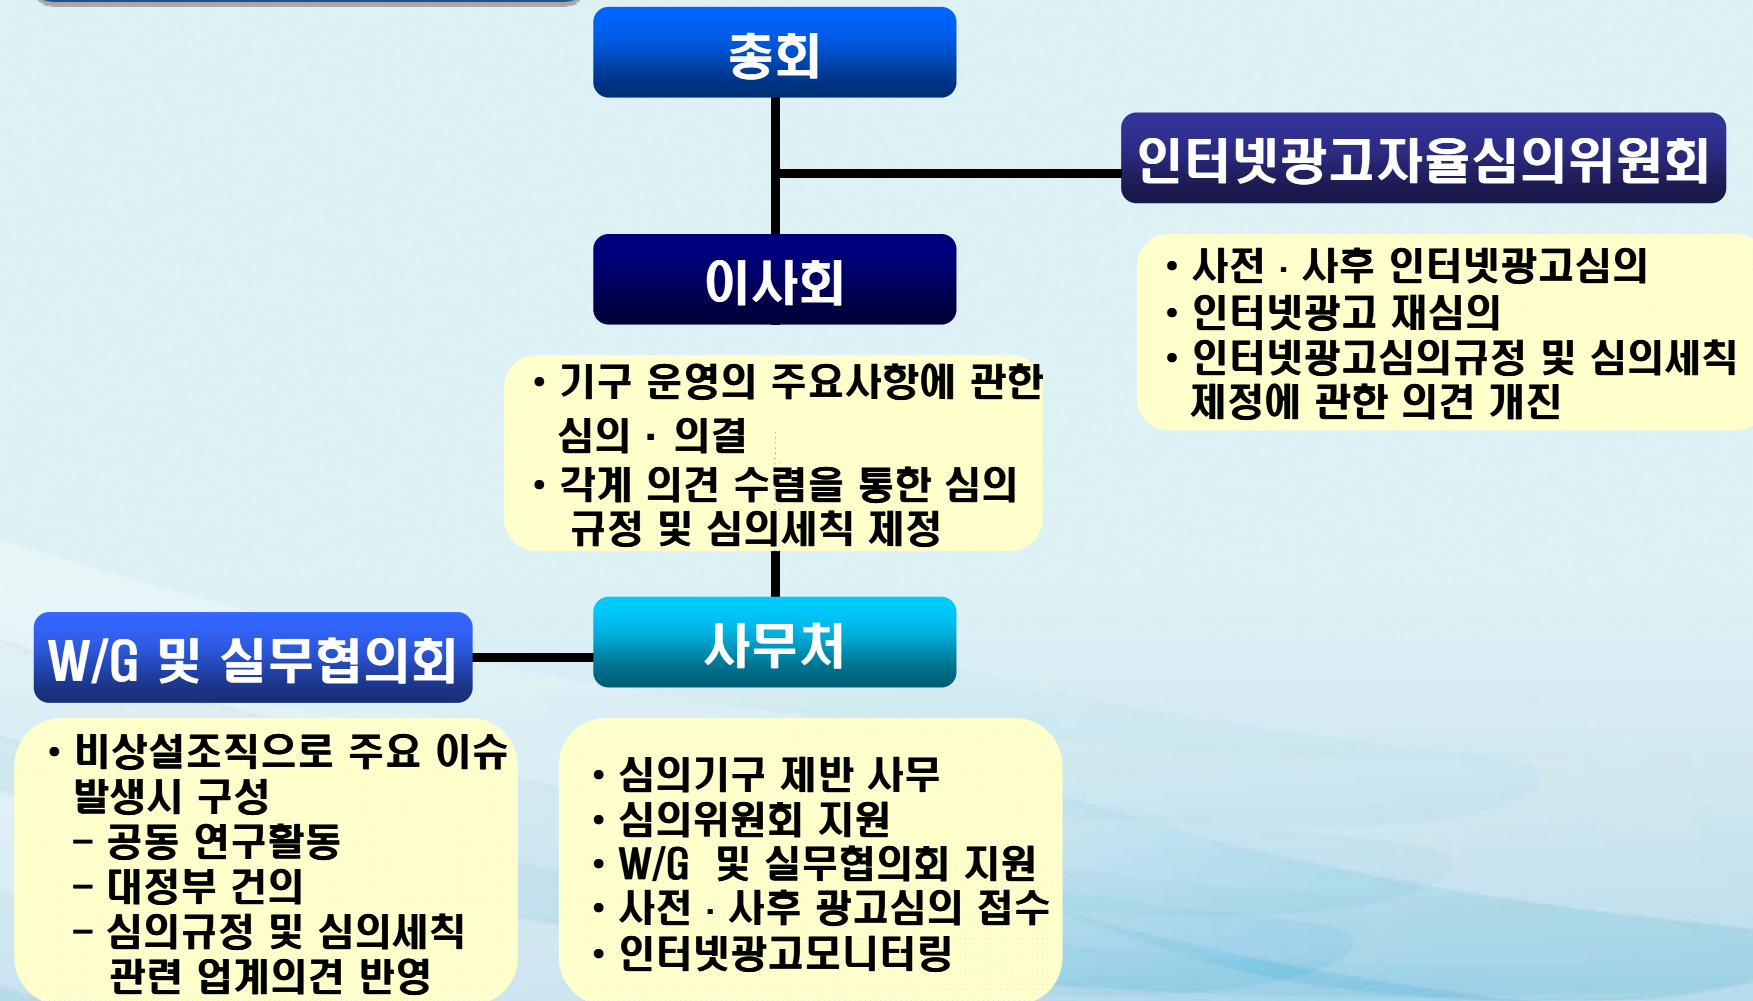 총회
인터넷광고자율심의위원회
• 사전 · 사후 인터넷광고심의
• 인터넷광고 재심의
• 인터넷광고심의규정 및 심의세칙
제정에 관한 의견 개진
이사회
• 기구 운영의 주요사항에 관한
심의 · 의결
• 각계 의견 수렴을 통한 심의
규정 및 심의세칙 제정
W/G 및 실무협의회
• 비상설조직으로 주요 이슈
발생시 구성
– 공동 연구활동
– 대정부 건의
– 심의규정 및 심의세칙
관련 업계의견 반영
사무처
• 심의기구 제반 사무
• 심의위원회 지원
• W/G 및 실무협의회 지원
• 사전 · 사후 광고심의 접수
• 인터넷광고모니터링